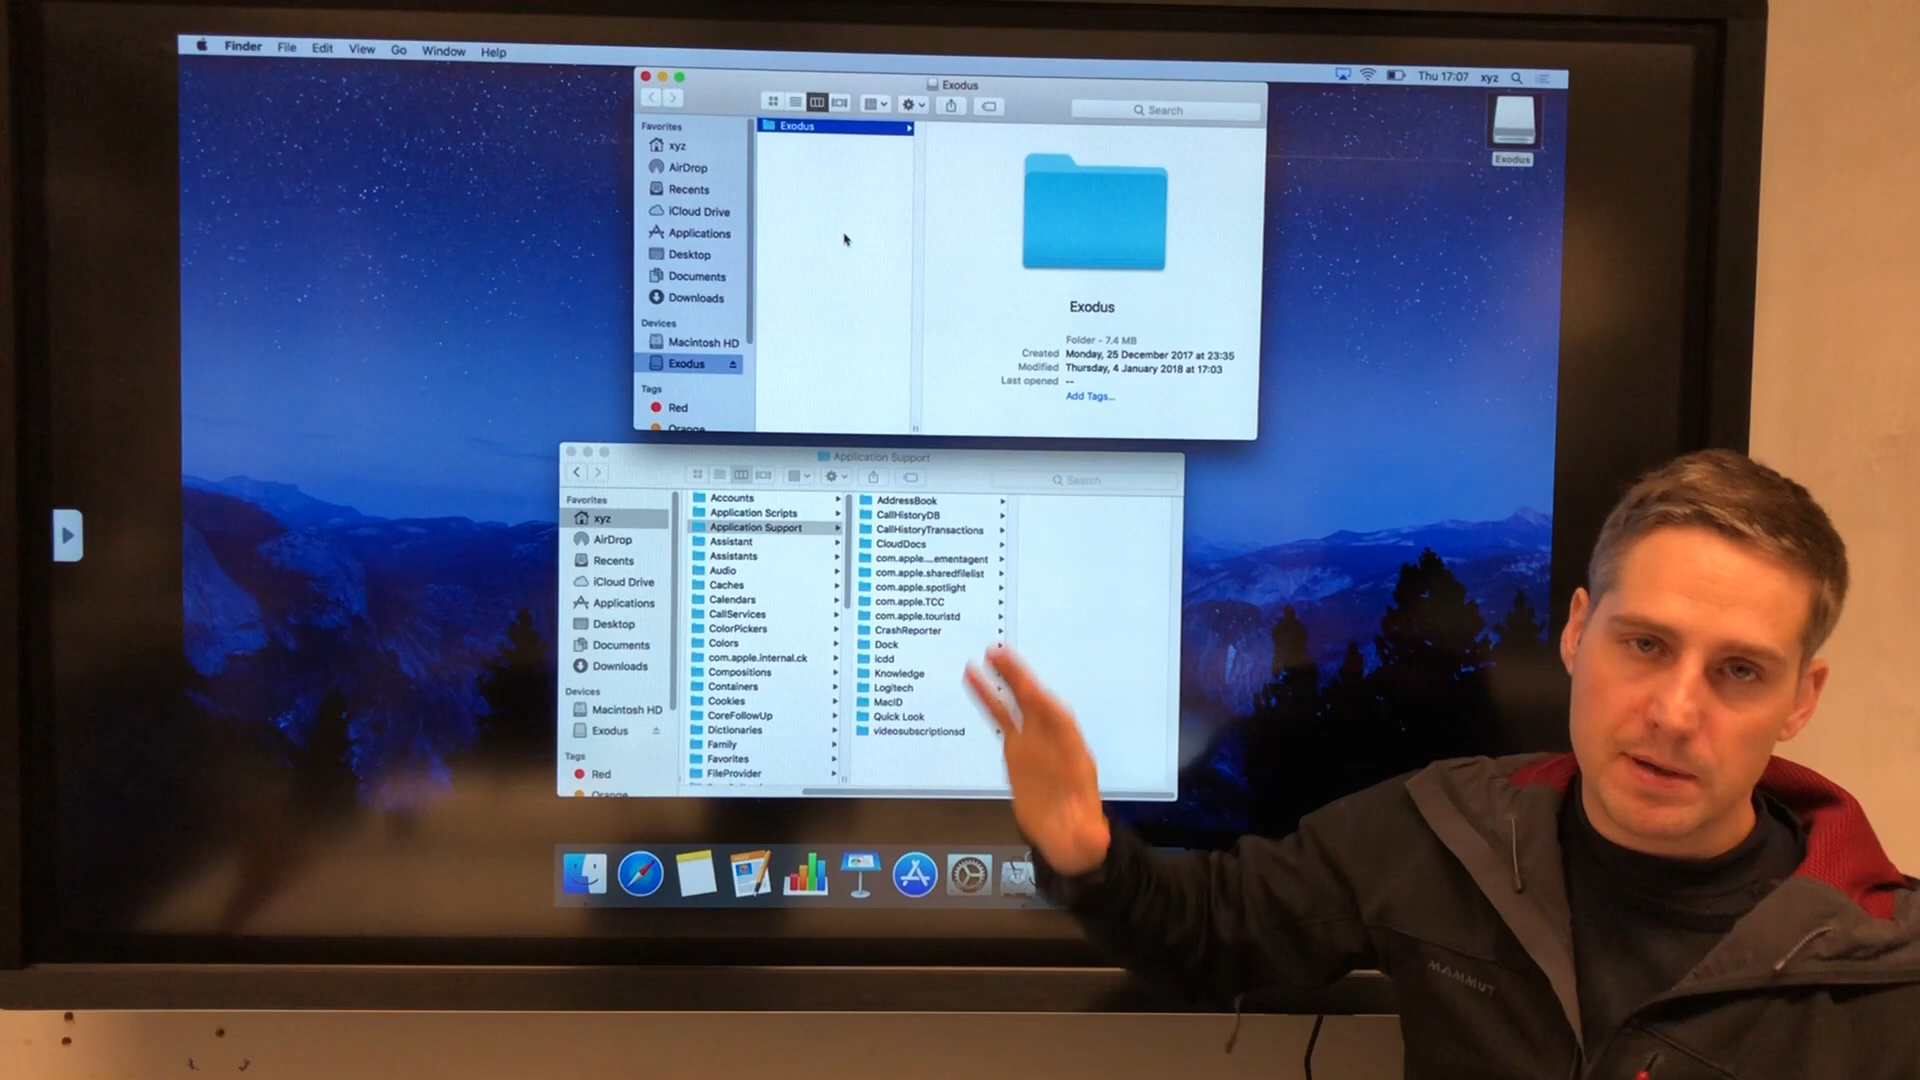 Finder File Edit View Go Window Help
Thu 17:07 xyz
Exodus
Search
Favorites
xyz
AirDrop
Recents
iCloud Drive
Applications
Desktop
Documents
Downloads
Devices
Macintosh HD
Exodus
Tags
Red
Orange
Exodus
Exodus
Folder - 7.4 MB
Created Monday, 25 December 2017 at 23:35
Modified Thursday, 4 January 2018 at 17:03
Last opened --
Add Tags...
Exodus
Application Support
Search
Favorites
xyz
AirDrop
Recents
iCloud Drive
Applications
Desktop
Documents
Downloads
Devices
Macintosh HD
Exodus
Tags
Red
Orange
Accounts
Application Scripts
Application Support
Assistant
Assistants
Audio
Caches
Calendars
CallServices
ColorPickers
Colors
com.apple.internal.ck
Compositions
Containers
Cookies
CoreFollowUp
Dictionaries
Family
Favorites
FileProvider
AddressBook
CallHistoryDB
CallHistoryTransactions
CloudDocs
com.apple....ementagent
com.apple.sharedfilelist
com.apple.spotlight
com.apple.TCC
com.apple.touristd
CrashReporter
Dock
icdd
Knowledge
Logitech
MacID
Quick Look
videosubscriptionsd
MAMMUT